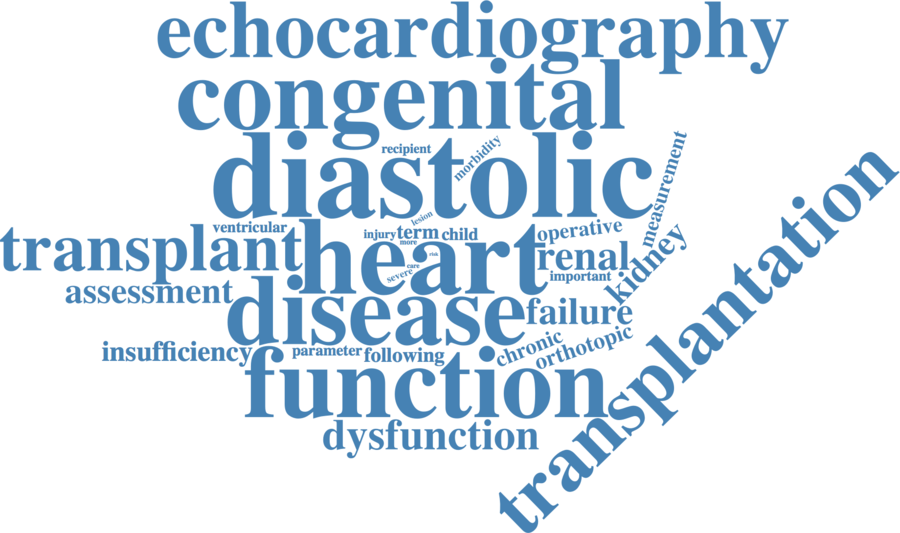 echocardiography
congenital
diastolic
recipient
morbidity
measurement
lesion
ventricular
injury
term
child
operative
transplant
heart
more
risk
renal
care
severe
important
kidney
transplantation
assessment
disease
failure
insufficiency
parameter
following
chronic
orthotopic
function
dysfunction